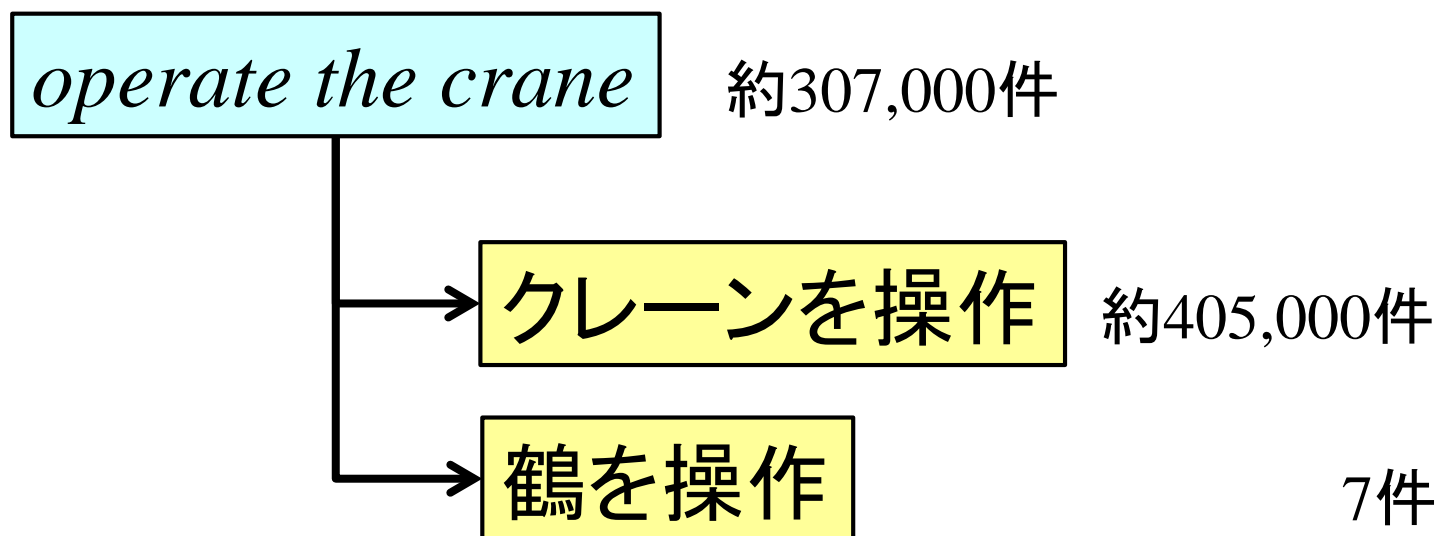 operate the crane 約307,000件
クレーンを操作 約405,000件
鶴を操作 7件